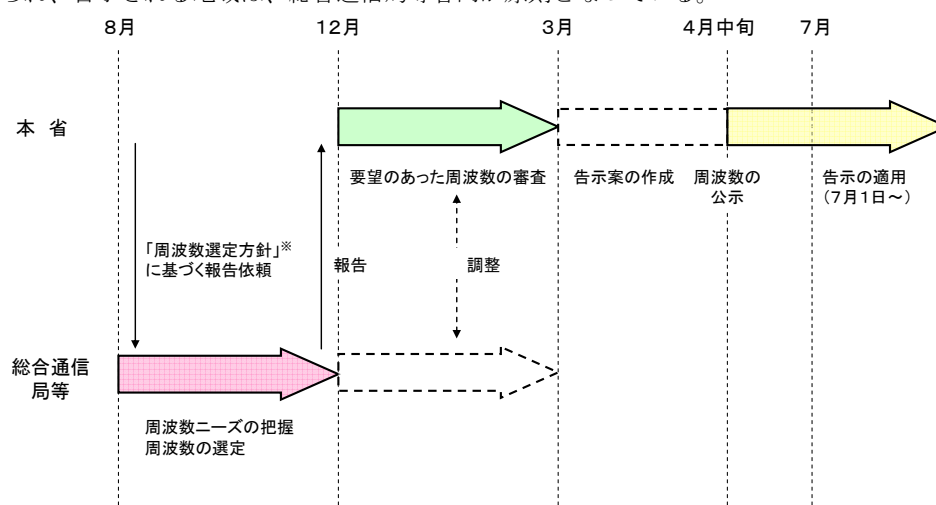 8月 12月 3月 4月中旬 7月
本 省
要望のあった周波数の審査 告示案の作成 周波数の 告示の適用
公示 (7月1日~)
「周波数選定方針」※
に基づく報告依頼
報告 調整
総合通信
局等
周波数ニーズの把握
周波数の選定